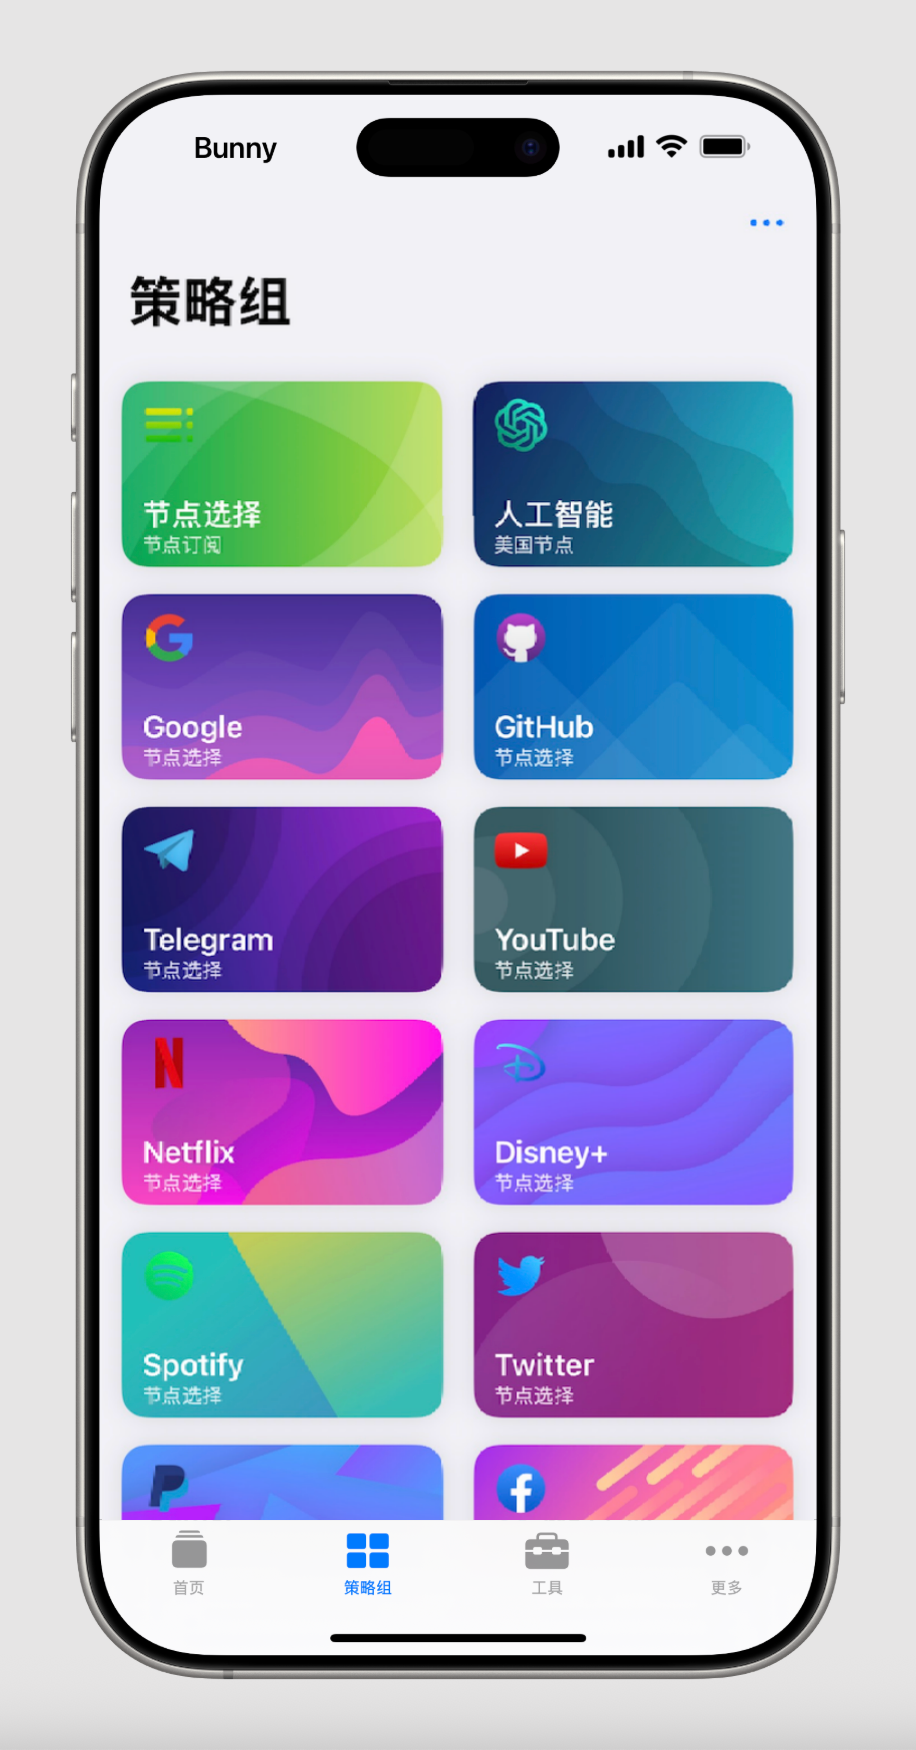 Bunny
策略组
节点选择
节点订阅
人工智能
美国节点
Google
节点选择
GitHub
节点选择
Telegram
节点选择
YouTube
节点选择
Netflix
节点选择
Disney+
节点选择
Spotify
节点选择
Twitter
节点选择
首页
策略组
工具
更多